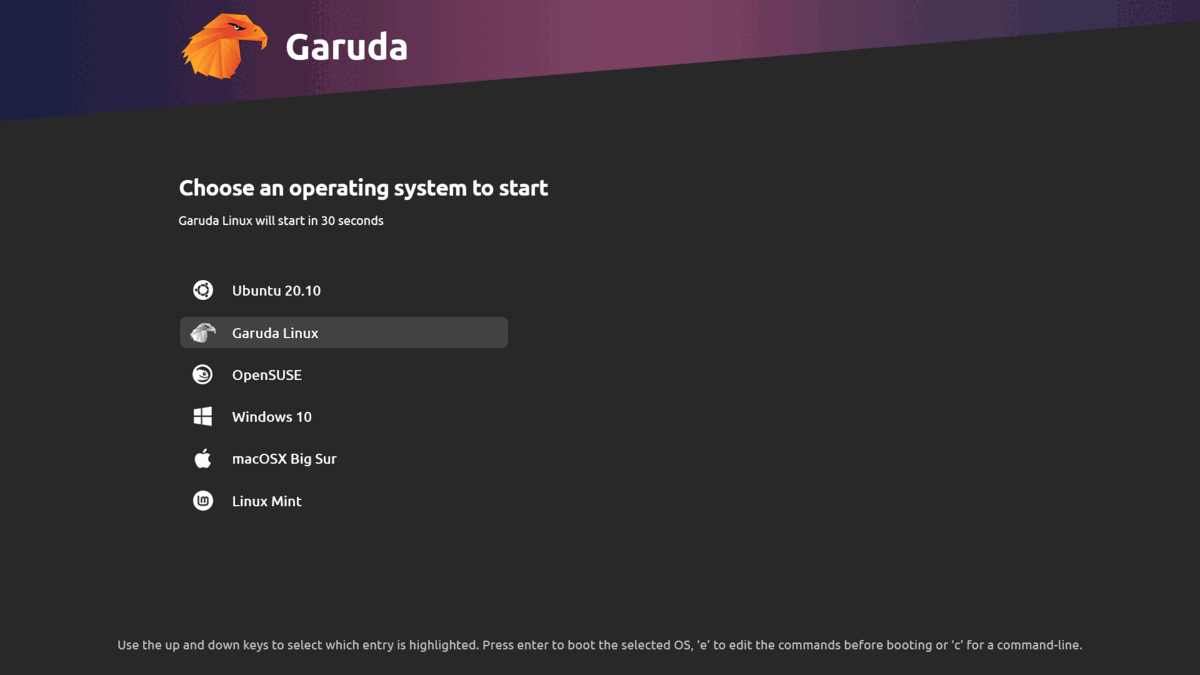 Garuda
Choose an operating system to start
Garuda Linux will start in 30 seconds
Ubuntu 20.10
Garuda Linux
OpenSUSE
Windows 10
macOSX Big Sur
lm Linux Mint
Use the up and down keys to select which entry is highlighted. Press enter to boot the selected OS, ‘e’ to edit the commands before booting or ‘c’ for a command-line.